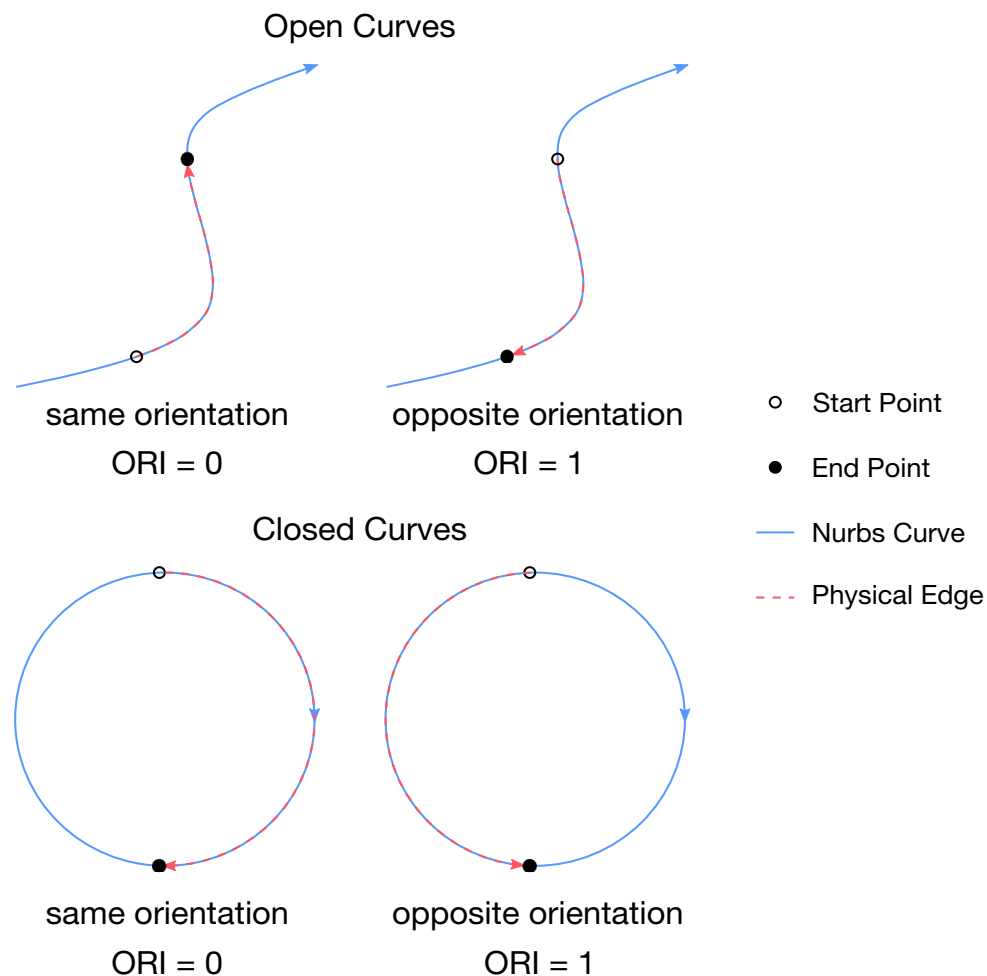 Open Curves
same orientation
ORI = 0
opposite orientation
ORI = 1
Start Point
End Point
Nurbs Curve
Physical Edge
Closed Curves
same orientation
ORI = 0
opposite orientation
ORI = 1